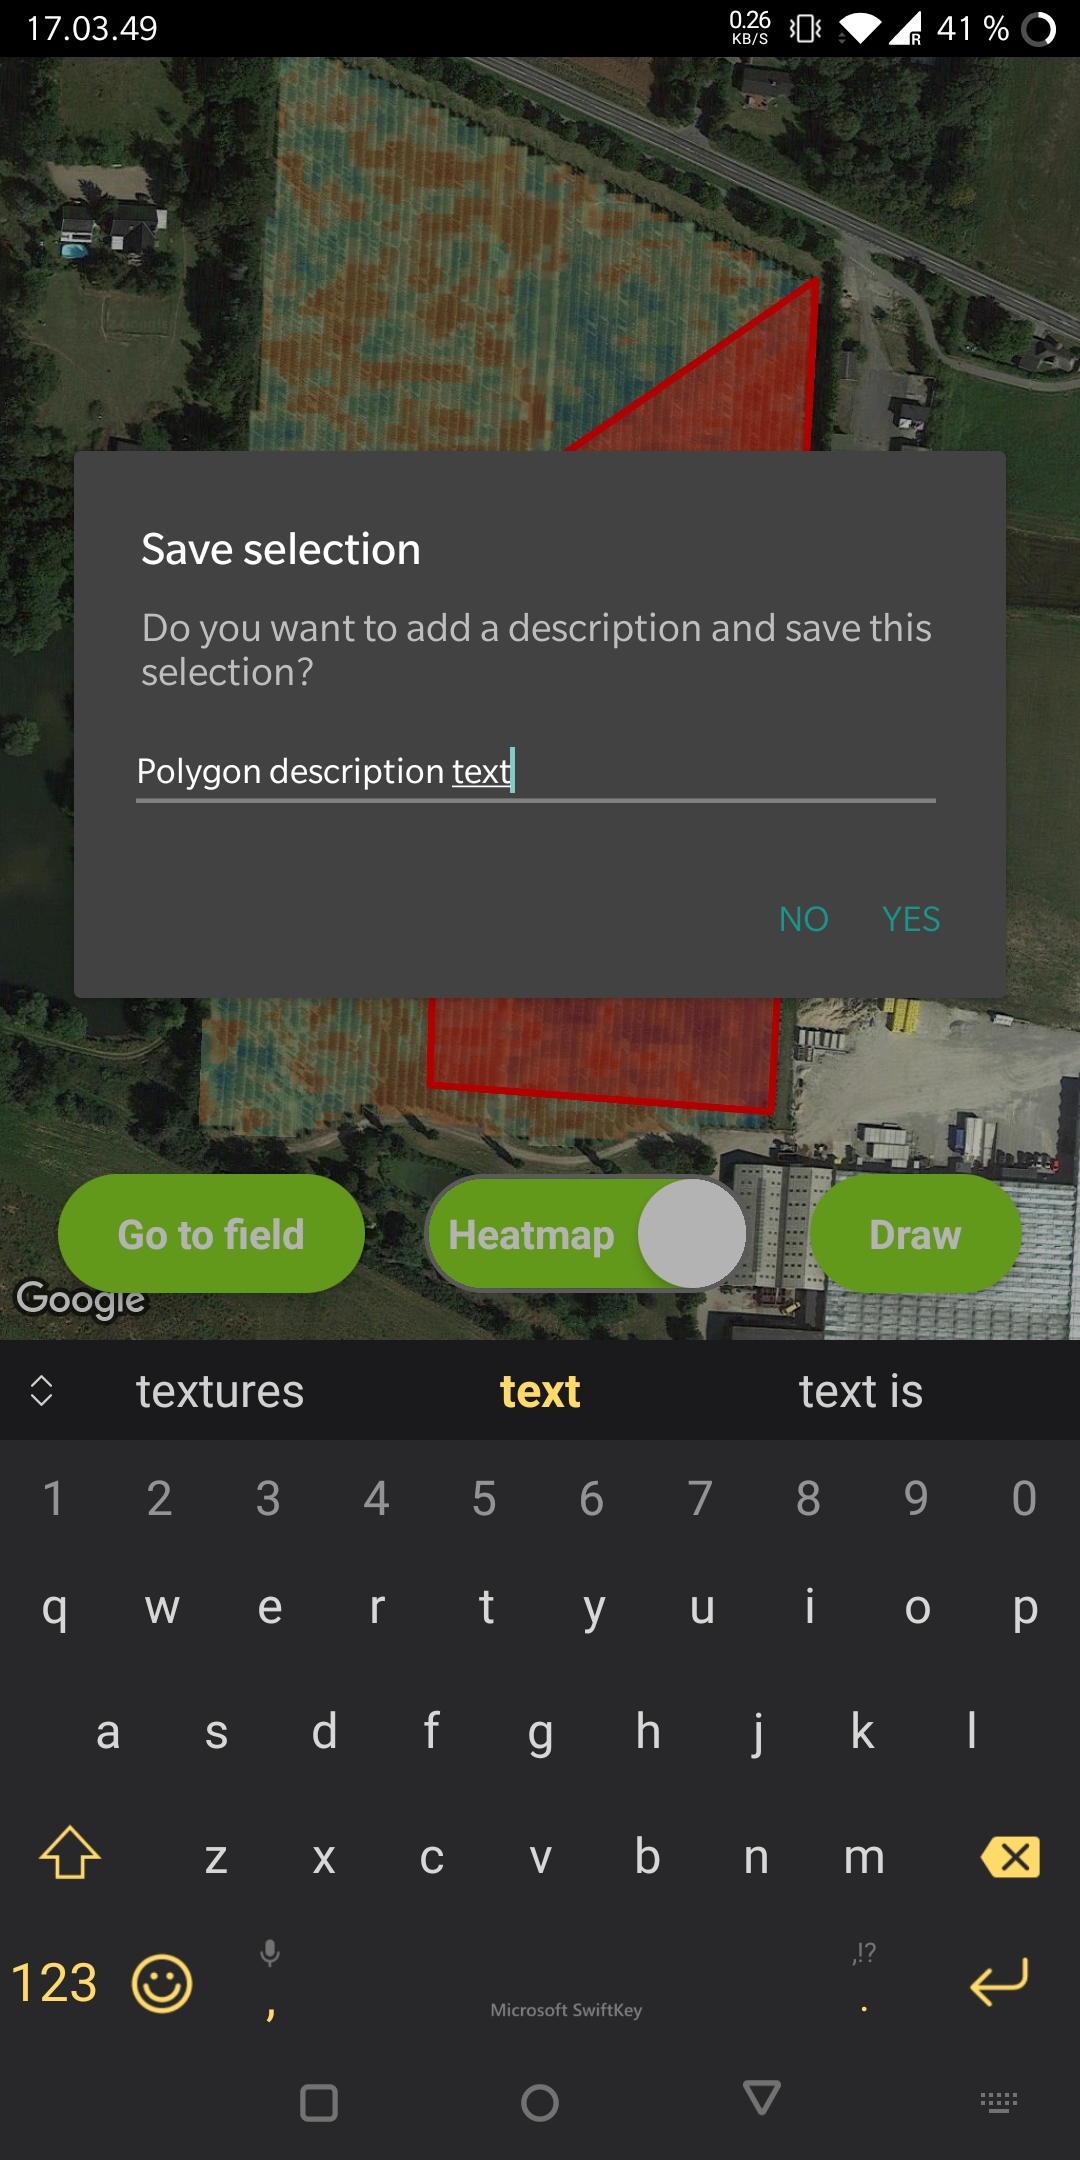 17.03.49
0.26
KB/S
R
41 %
Save selection
Do you want to add a description and save this
selection?
Polygon description text
NO YES
Go to field Heatmap Draw
Google
textures text text is
1 2 3 4 5 6 7 8 9 0
q w e r t y u i o p
a s d f g h j k l
z x c v b n m
,!?
123 , .
Microsoft SwiftKey